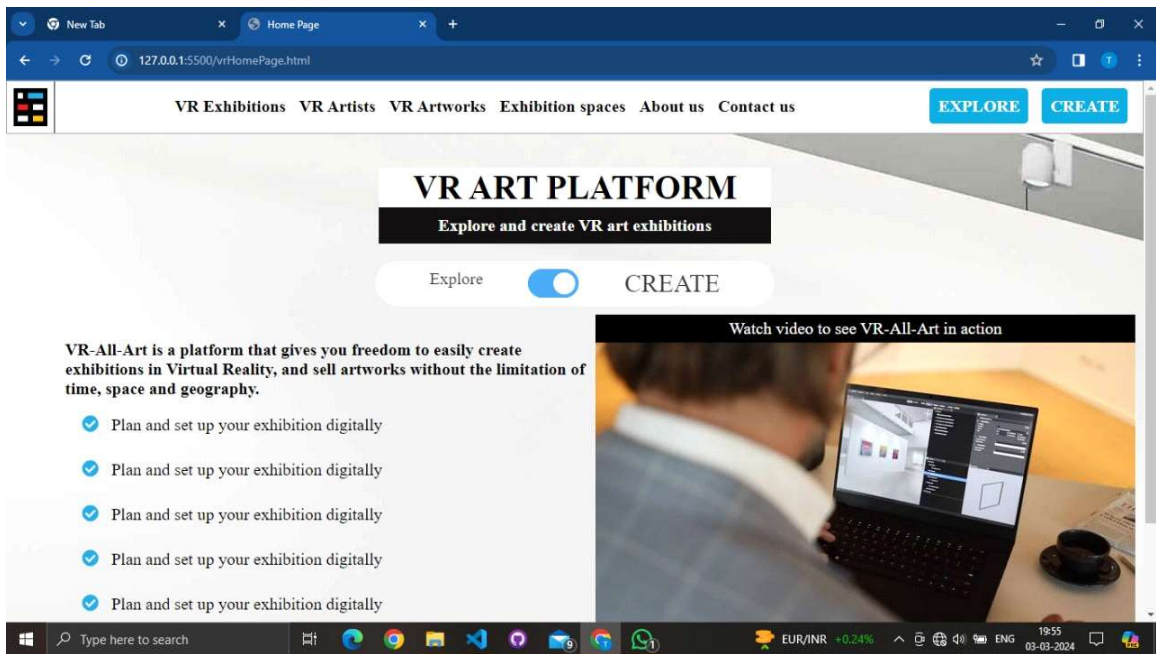 New Tab
Home Page
127.0.0.1:5500/vrHomePage.html
VR Exhibitions VR Artists VR Artworks Exhibition spaces About us Contact us EXPLORE CREATE
VR ART PLATFORM
Explore and create VR art exhibitions
Explore CREATE
Watch video to see VR-All-Art in action
VR-All-Art is a platform that gives you freedom to easily create
exhibitions in Virtual Reality, and sell artworks without the limitation of
time, space and geography.
Plan and set up your exhibition digitally
Plan and set up your exhibition digitally
Plan and set up your exhibition digitally
Plan and set up your exhibition digitally
Plan and set up your exhibition digitally
Type here to search
EUR/INR +0.24%
ENG
19:55
03-03-2024